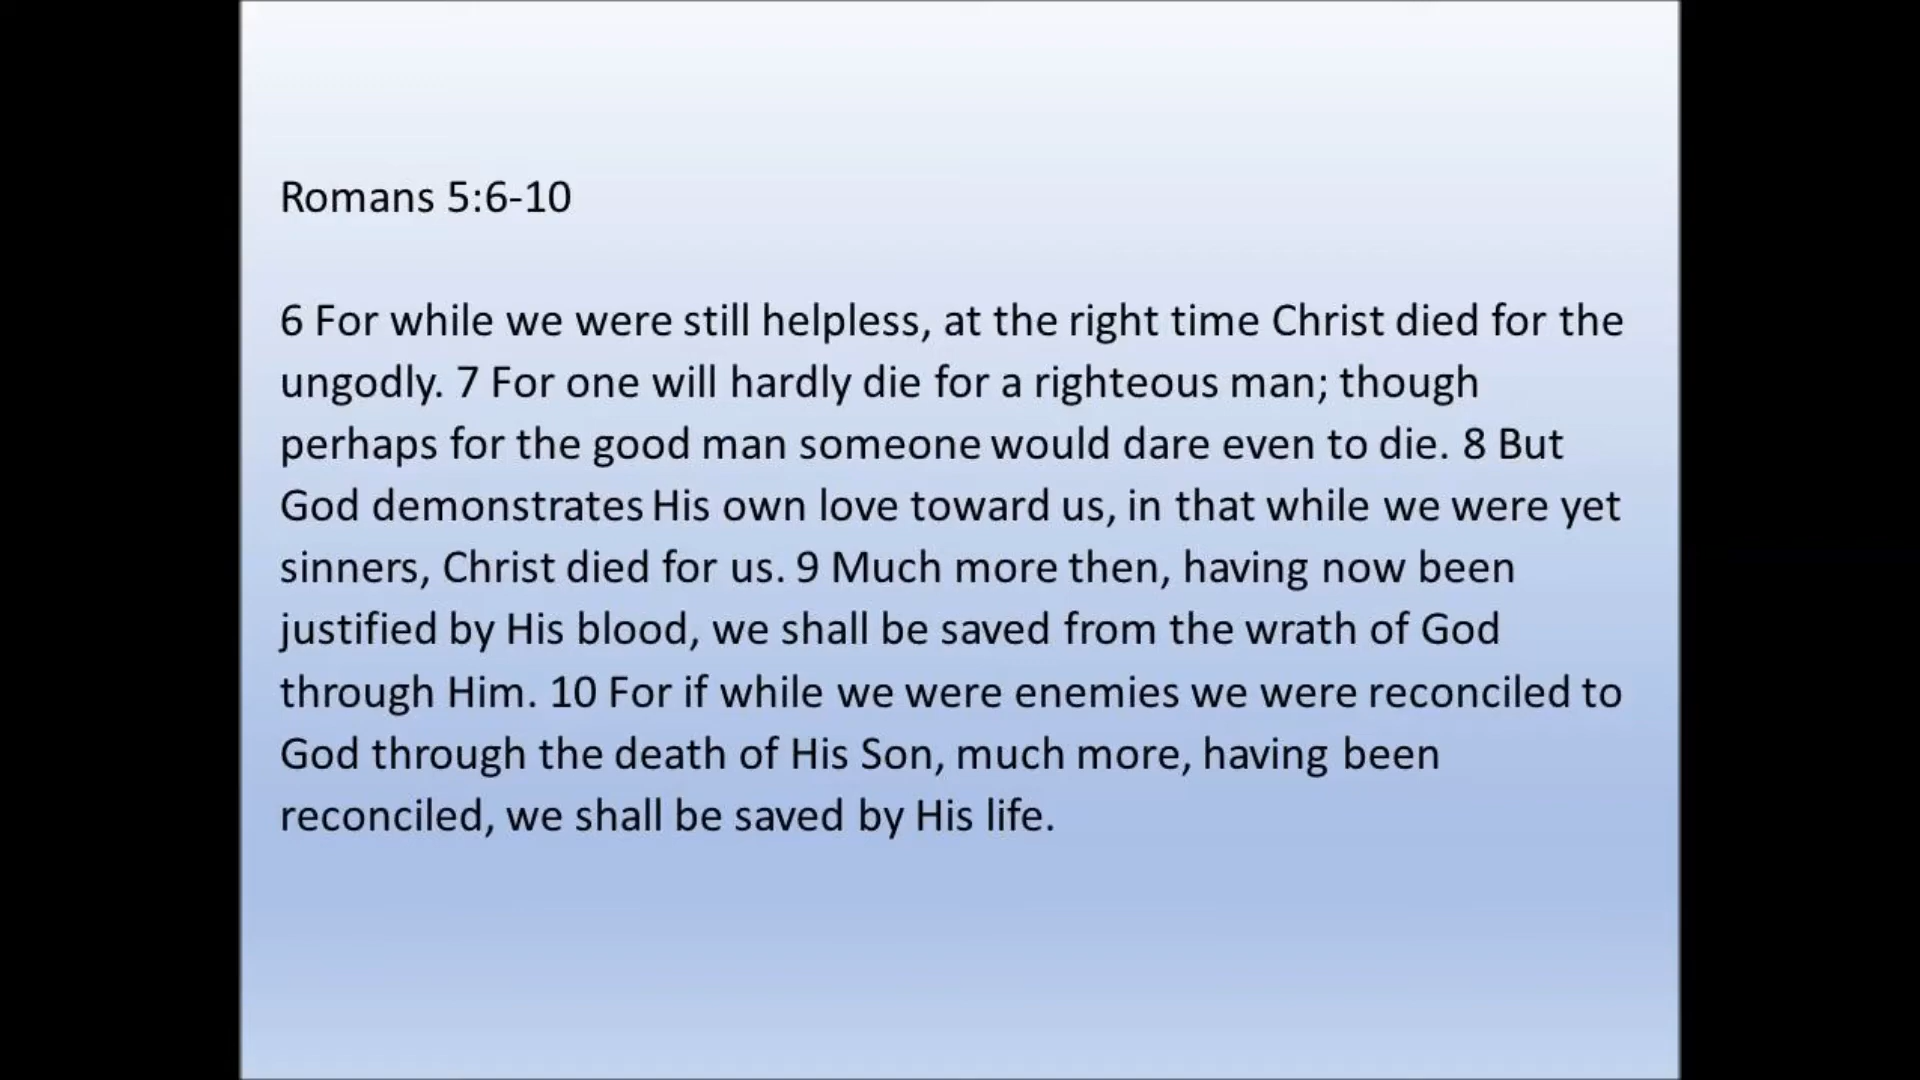 Romans 5:6-10
6 For while we were still helpless, at the right time Christ died for the
ungodly. 7 For one will hardly die for a righteous man; though
perhaps for the good man someone would dare even to die. 8 But
God demonstrates His own love toward us, in that while we were yet
sinners, Christ died for us. 9 Much more then, having now been
justified by His blood, we shall be saved from the wrath of God
through Him. 10 For if while we were enemies we were reconciled to
God through the death of His Son, much more, having been
reconciled, we shall be saved by His life.